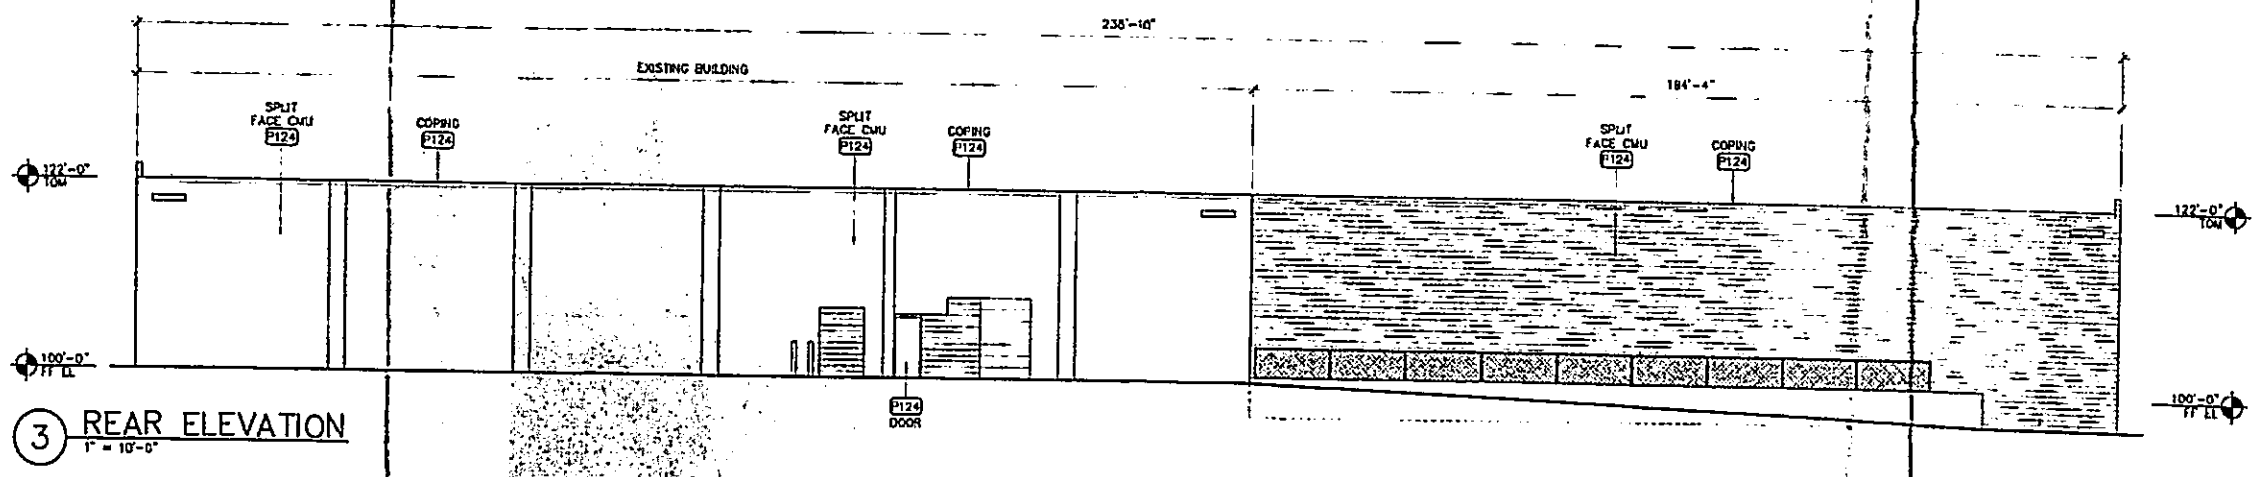 238'-10"
EXISTING BUILDING
184'-4"
SPLIT
FACE CMU
P124
COPING
P124
SPLIT
FACE CMU
P124
COPING
P124
SPLIT
FACE CMU
P124
COPING
P124
122'-0"
TOM
122'-0"
TOM
100'-0"
FF EL
100'-0"
FF EL
P124
DOOR
3 REAR ELEVATION
1" = 10'-0"